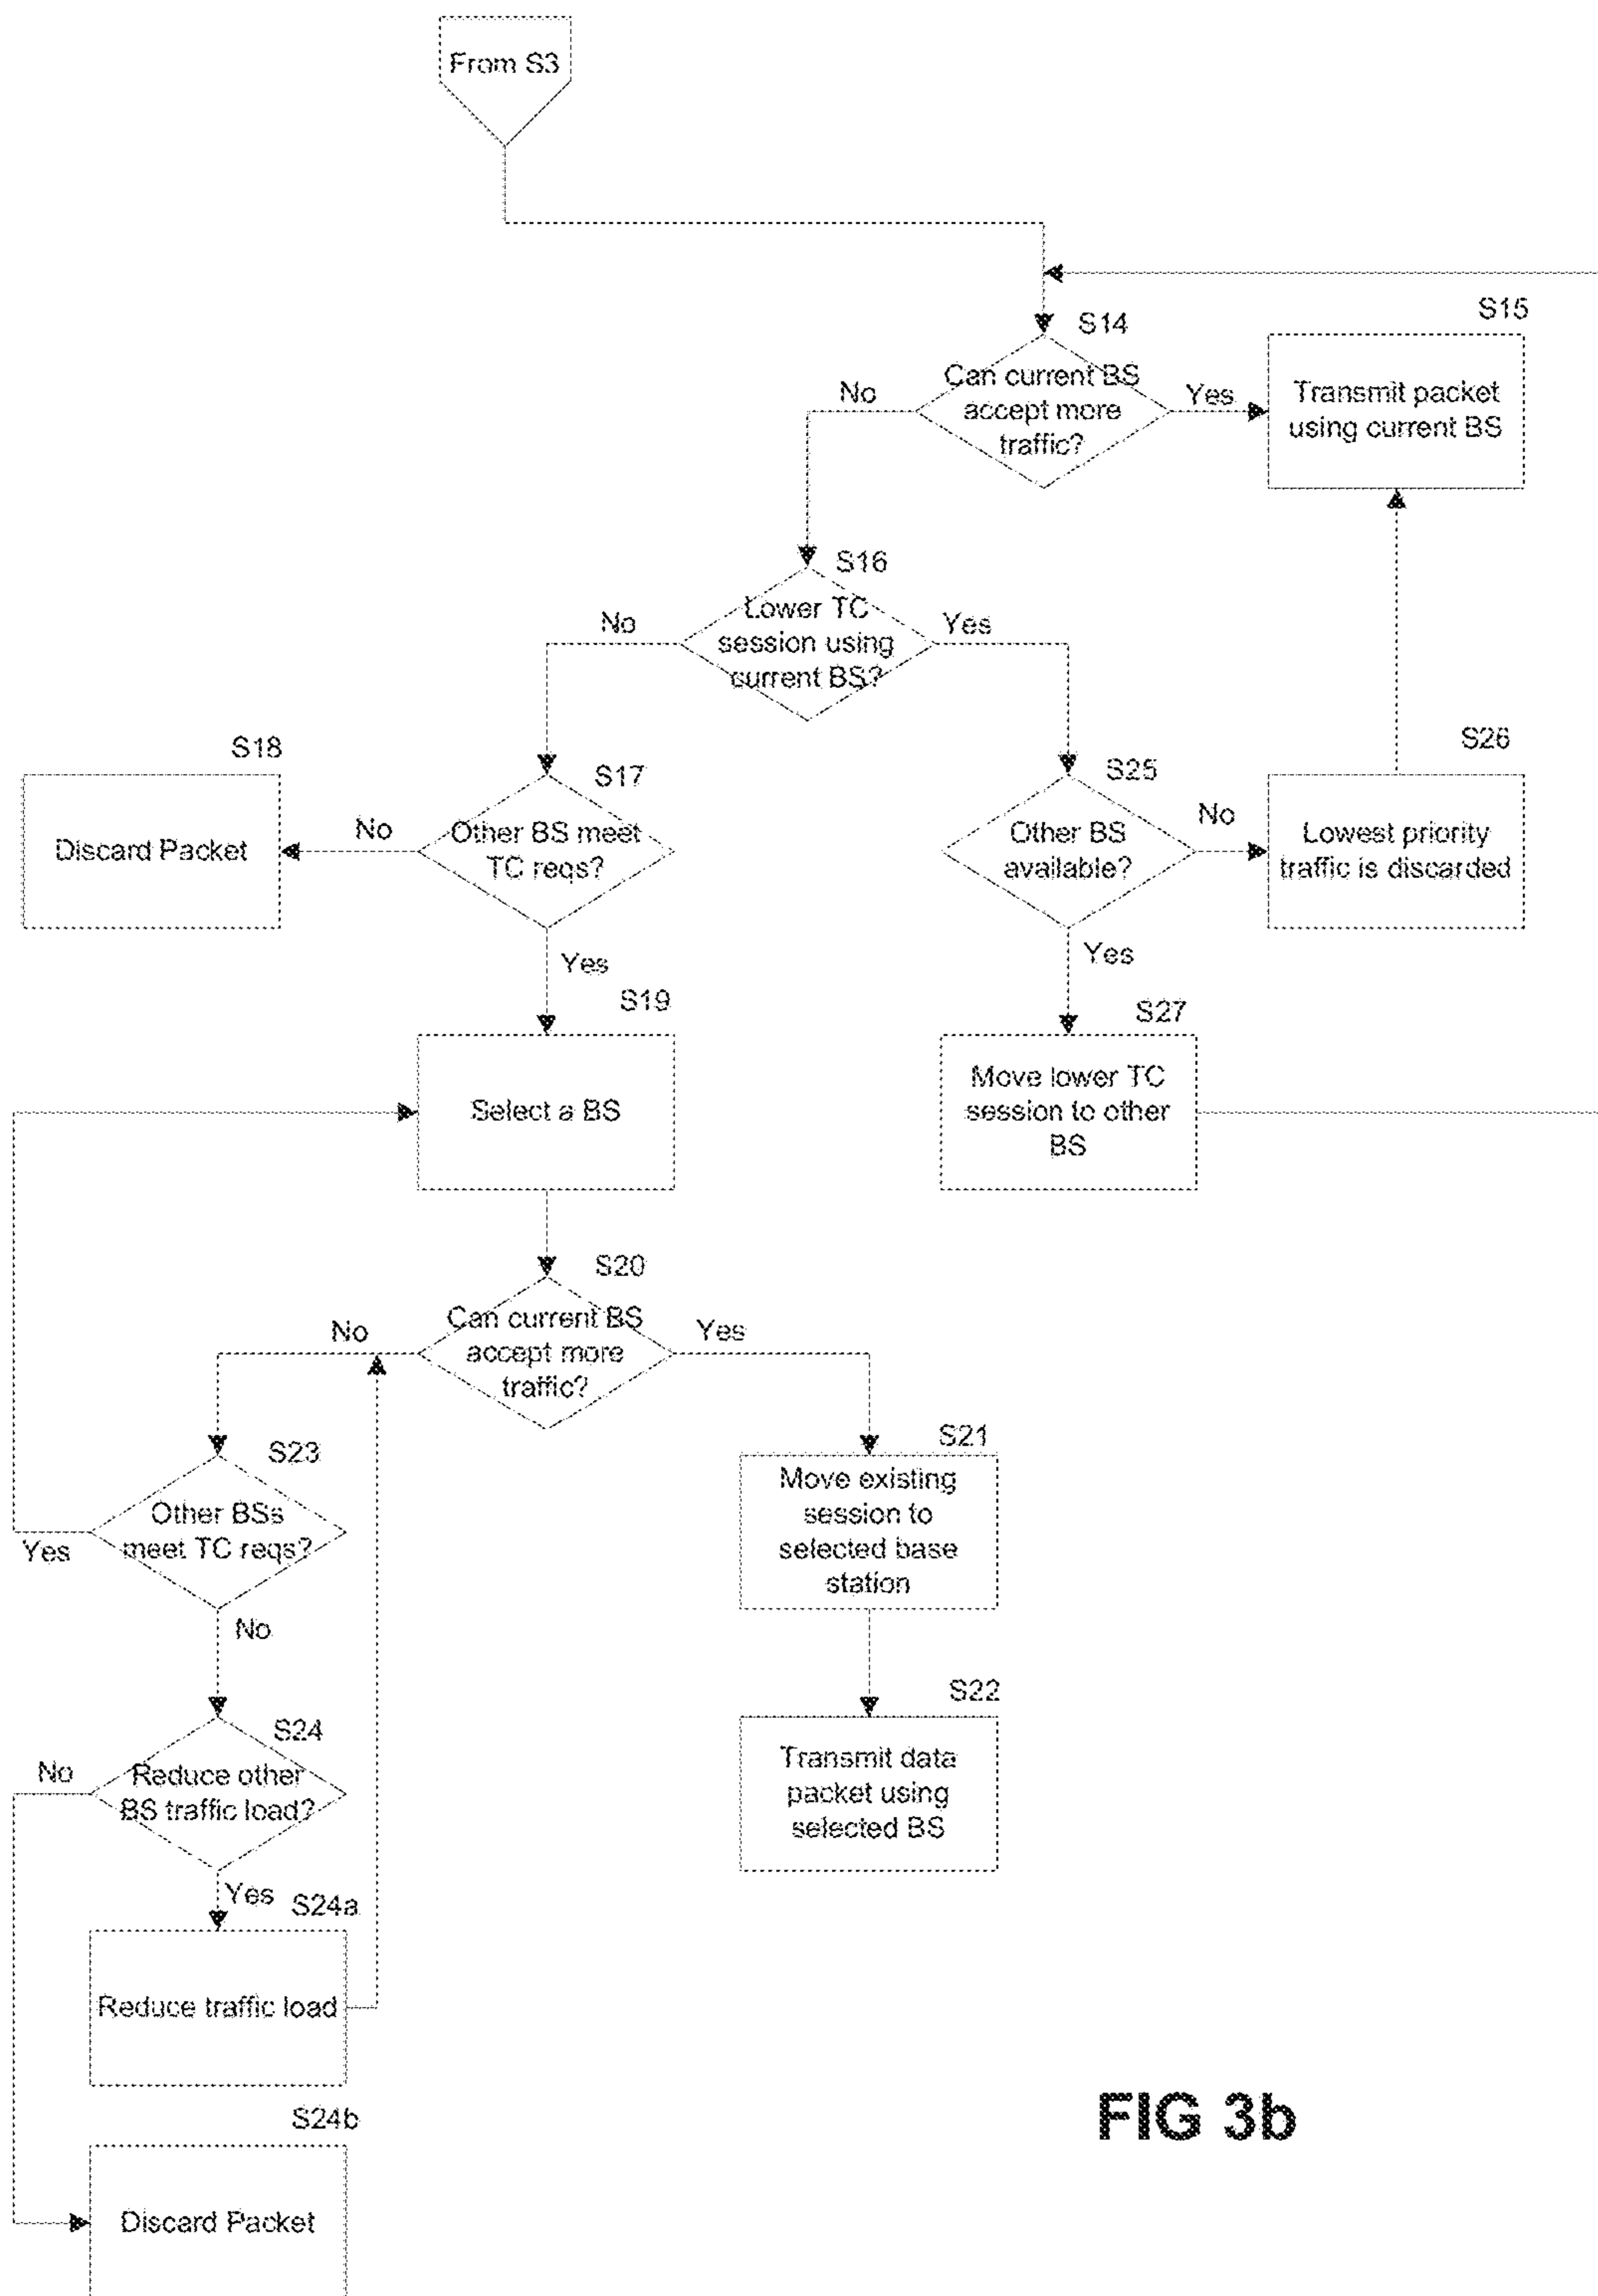 From S3
S14
Can current BS
accept more
traffic?
No
Yes
S15
Transmit packet
using current BS
S16
Lower TC
session using
current BS?
No
Yes
S18
Discard Packet
S17
Other BS meet
TC reqs?
No
Yes
S25
Other BS
available?
No
Yes
S26
Lowest priority
traffic is discarded
S19
Select a BS
S27
Move lower TC
session to other
BS
S20
Can current BS
accept more
traffic?
No
Yes
S23
Other BSs
meet TC reqs?
Yes
No
S21
Move existing
session to
selected base
station
S22
Transmit data
packet using
selected BS
S24
Reduce other
BS traffic load?
No
Yes
S24a
Reduce traffic load
S24b
Discard Packet
FIG 3b